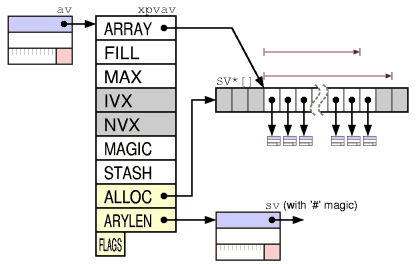 av
xpvav
ARRAY
FILL
MAX
IVX
NVX
MAGIC
STASH
ALLOC
ARYLEN
FLAGS
SV*[]
sv (with '#' magic)